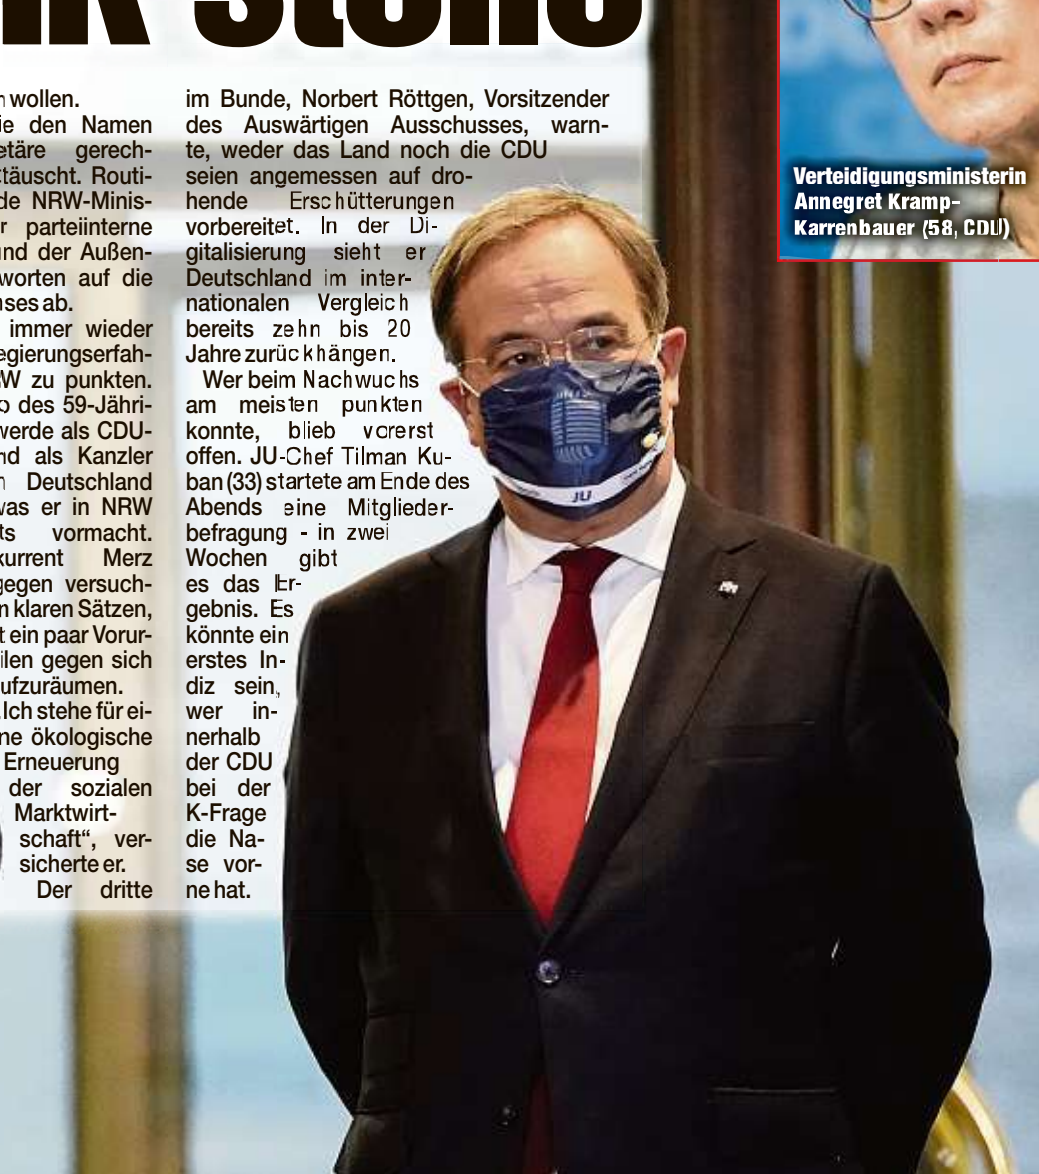 wollen.
den Namen
gerech-
täuscht. Routi-
NRW-Minis-
parteiinterne
und der Außen-
worten auf die
ab.
immer wieder
zu punkten.
des 59-Jähri-
werde als CDU-
als Kanzler
Deutschland
was er in NRW
vormacht.
Merz
versuch-
klaren Sätzen,
ein paar Vorur-
gegen sich
Ich stehe für ei-
ne ökologische
Erneuerung
der sozialen
Marktwirt-
schaft“, ver-
sicherte er.
Der dritte
im Bunde, Norbert Röttgen, Vorsitzender
des Auswärtigen Ausschusses, warn-
te, weder das Land noch die CDU
seien angemessen auf dro-
hende Erschütterungen
vorbereitet. In der Di-
gitalisierung sieht er
Deutschland im inter-
nationalen Vergleich
bereits zehn bis 20
Jahre zurückhängen.
Wer beim Nachwuchs
am meisten punkten
konnte, blieb vorerst
offen. JU-Chef Tilman Ku-
ban (33) startete am Ende des
Abends eine Mitglieder-
befragung - in zwei
Wochen gibt
es das Er-
gebnis. Es
könnte ein
erstes In-
diz sein,
wer in-
nerhalb
der CDU
bei der
K-Frage
die Na-
se vor-
ne hat.
Verteidigungsministerin
Annegret Kramp-
Karrenbauer (58, CDU)
JU